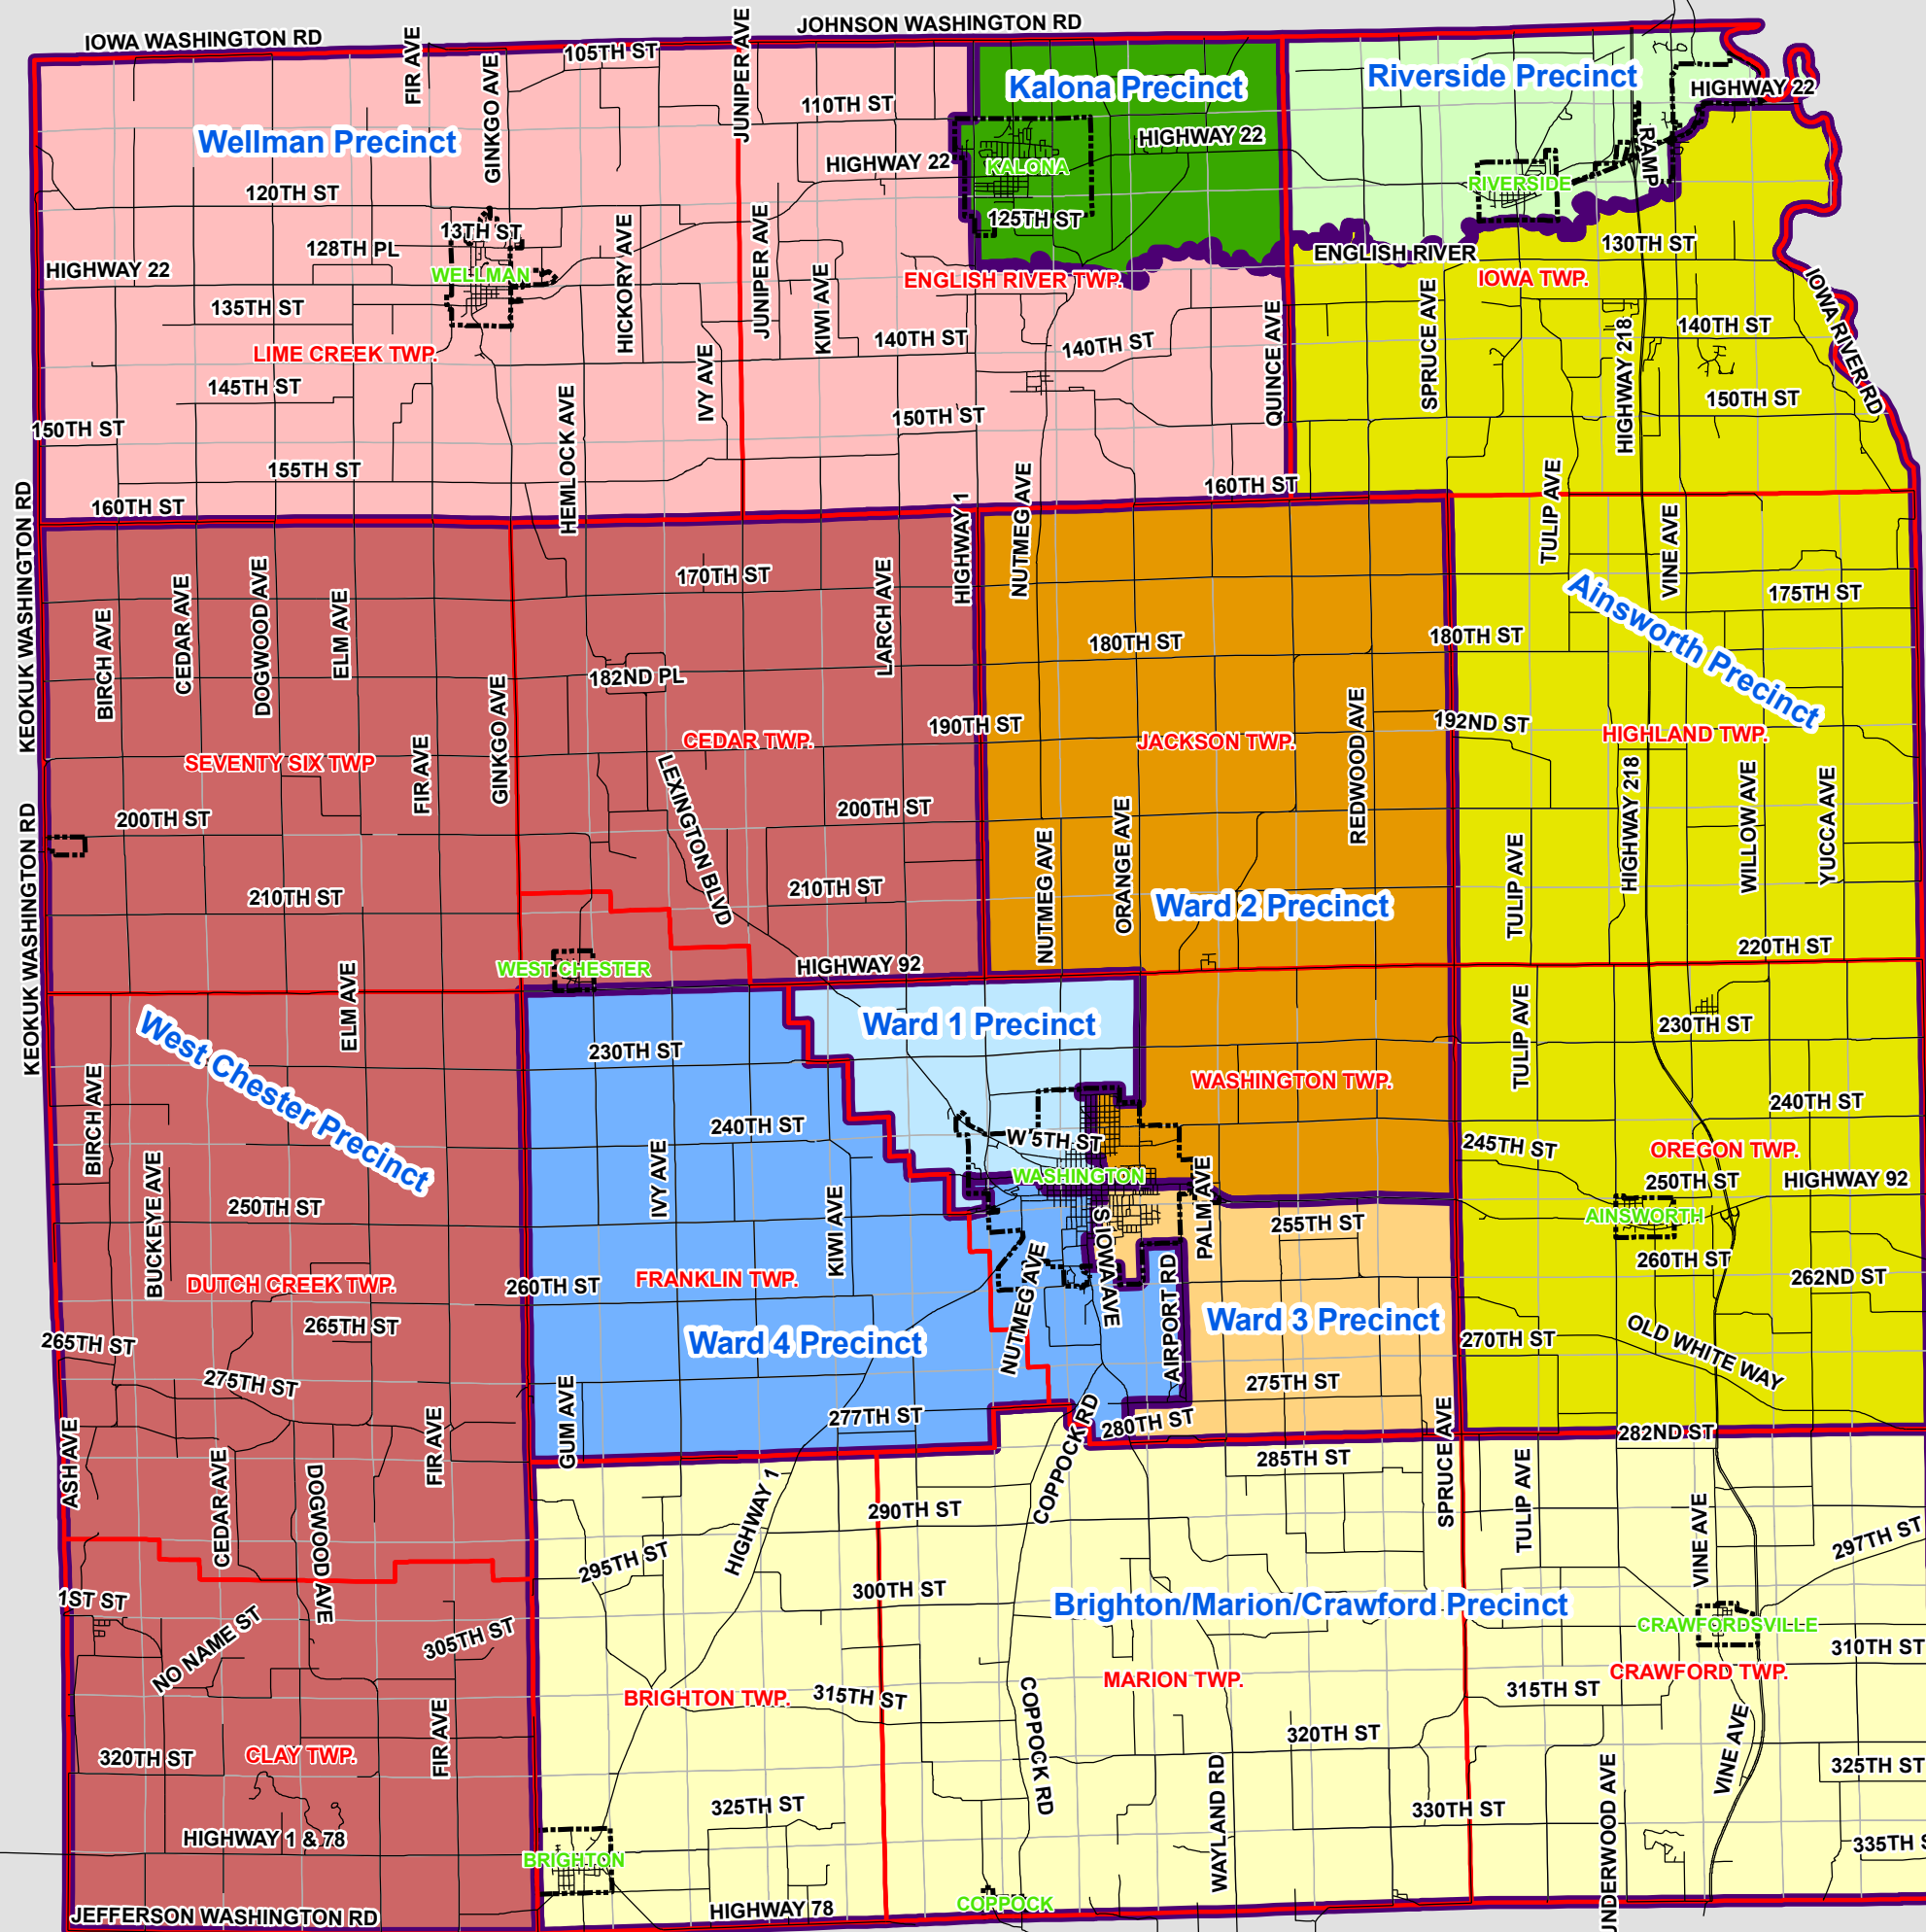 IOWA WASHINGTON RD
JOHNSON WASHINGTON RD
FIR AVE
GINKGO AVE
105TH ST
JUNIPER AVE
110TH ST
Kalona Precinct
Riverside Precinct
HIGHWAY 22
Wellman Precinct
HIGHWAY 22
HIGHWAY 22
KALONA
RAMP
RIVERSIDE
120TH ST
125TH ST
13TH ST
128TH PL
HICKORY AVE
JUNIPER AVE
130TH ST
ENGLISH RIVER
HIGHWAY 22
WELLMAN
ENGLISH RIVER TWP.
IOWA TWP.
135TH ST
KIWI AVE
QUINCE AVE
SPRUCE AVE
HIGHWAY 218
140TH ST
IOWA RIVER RD
LIME CREEK TWP.
140TH ST
140TH ST
IVY AVE
145TH ST
150TH ST
150TH ST
150TH ST
HEMLOCK AVE
155TH ST
160TH ST
160TH ST
KEOKUK WASHINGTON RD
HIGHWAY 1
NUTMEG AVE
TULIP AVE
VINE AVE
170TH ST
175TH ST
BIRCH AVE
CEDAR AVE
DOGWOOD AVE
ELM AVE
LARCH AVE
180TH ST
180TH ST
Ainsworth Precinct
182ND PL
GINKGO AVE
190TH ST
REDWOOD AVE
192ND ST
CEDAR TWP.
JACKSON TWP.
HIGHLAND TWP.
SEVENTY SIX TWP
FIR AVE
LEXINGTON BLVD
HIGHWAY 218
WILLOW AVE
YUCCA AVE
200TH ST
200TH ST
KEOKUK WASHINGTON RD
NUTMEG AVE
ORANGE AVE
TULIP AVE
210TH ST
210TH ST
Ward 2 Precinct
220TH ST
WEST CHESTER
HIGHWAY 92
ELM AVE
West Chester Precinct
Ward 1 Precinct
TULIP AVE
230TH ST
230TH ST
WASHINGTON TWP.
BIRCH AVE
240TH ST
240TH ST
W 5TH ST
245TH ST
OREGON TWP.
BUCKEYE AVE
IVY AVE
WASHINGTON
PALM AVE
250TH ST
HIGHWAY 92
250TH ST
KIWI AVE
S IOWA AVE
255TH ST
AINSWORTH
260TH ST
DUTCH CREEK TWP.
260TH ST
FRANKLIN TWP.
NUTMEG AVE
AIRPORT RD
262ND ST
265TH ST
265TH ST
Ward 4 Precinct
Ward 3 Precinct
270TH ST
OLD WHITE WAY
275TH ST
275TH ST
GUM AVE
277TH ST
280TH ST
282ND ST
ASH AVE
FIR AVE
COPPOCK RD
SPRUCE AVE
285TH ST
CEDAR AVE
DOGWOOD AVE
HIGHWAY 1
290TH ST
TULIP AVE
VINE AVE
297TH ST
295TH ST
300TH ST
1ST ST
NO NAME ST
305TH ST
Brighton/Marion/Crawford Precinct
CRAWFORDSVILLE
310TH ST
CRAWFORD TWP.
MARION TWP.
BRIGHTON TWP.
315TH ST
315TH ST
FIR AVE
COPPOCK RD
320TH ST
VINE AVE
320TH ST
CLAY TWP.
325TH ST
WAYLAND RD
UNDERWOOD AVE
325TH ST
330TH ST
HIGHWAY 1 & 78
335TH S
BRIGHTON
COPPOCK
HIGHWAY 78
JEFFERSON WASHINGTON RD